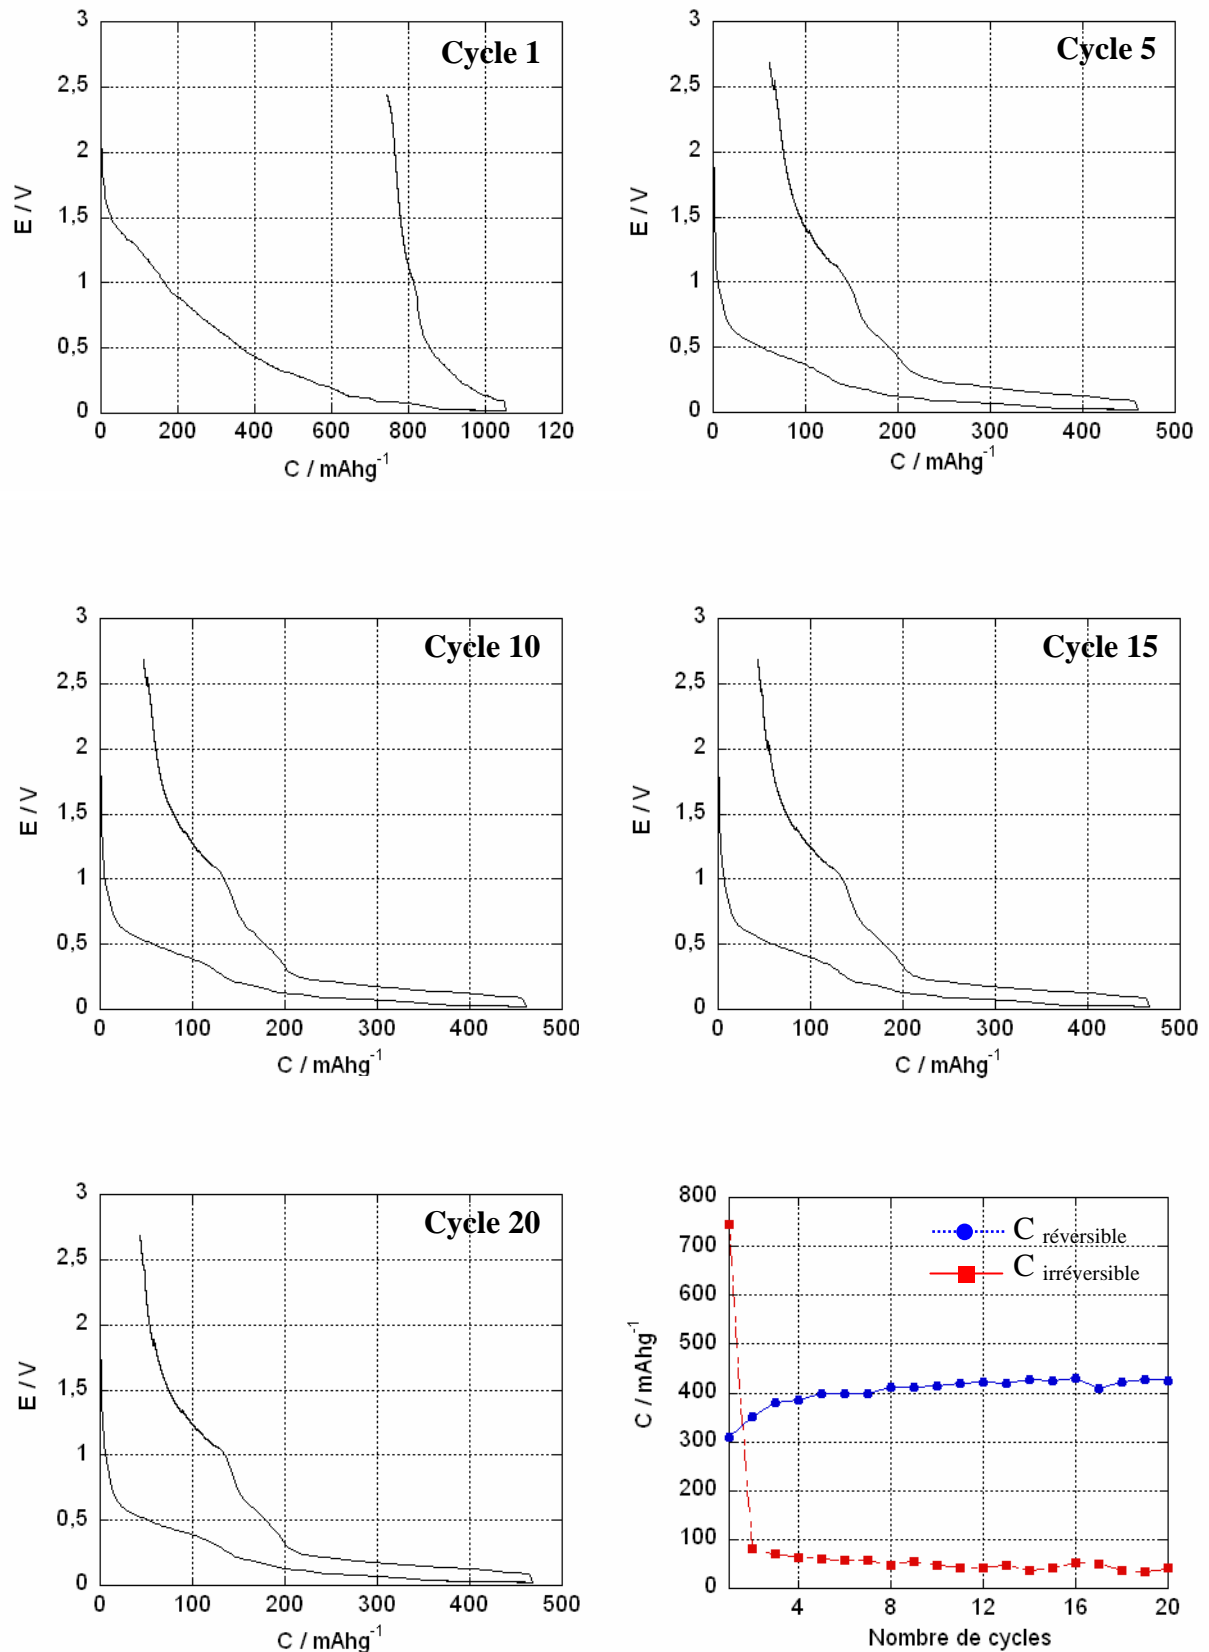 Cycle 1
3
2,5
2
1,5
1
0,5
0
E / V
0 200 400 600 800 1000 120
C / mAhg-1
Cycle 5
3
2,5
2
1,5
1
0,5
0
E / V
0 100 200 300 400 500
C / mAhg-1
Cycle 10
3
2,5
2
1,5
1
0,5
0
E / V
0 100 200 300 400 500
C / mAhg-1
Cycle 15
3
2,5
2
1,5
1
0,5
0
E / V
0 100 200 300 400 500
C / mAhg-1
Cycle 20
3
2,5
2
1,5
1
0,5
0
E / V
0 100 200 300 400 500
C / mAhg-1
C réversible
C irréversible
800
700
600
500
400
300
200
100
0
C / mAhg-1
4 8 12 16 20
Nombre de cycles